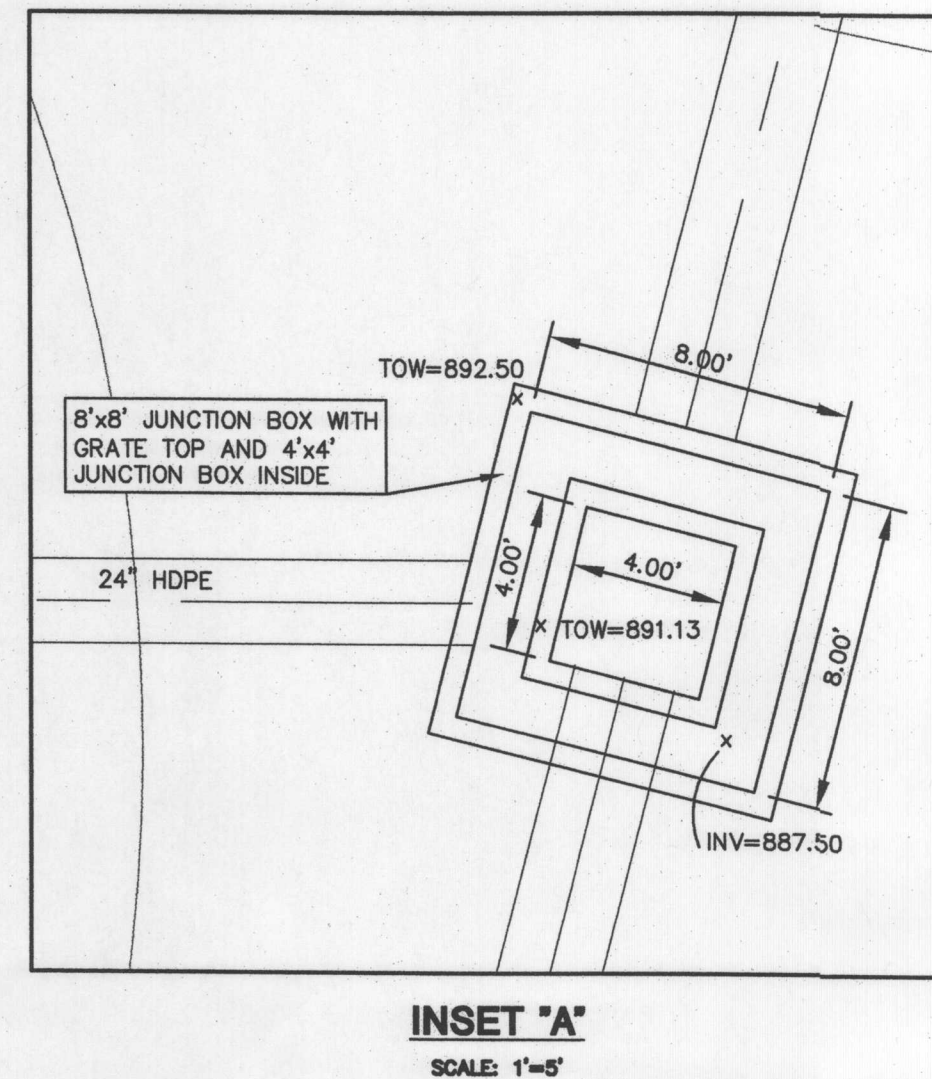 8.00'
TOW=892.50
8'x8' JUNCTION BOX WITH
GRATE TOP AND 4'x4'
JUNCTION BOX INSIDE
24" HDPE
4.00'
4.00'
x TOW=891.13
8.00'
x
x
INV=887.50
INSET "A"
SCALE: 1'=5'